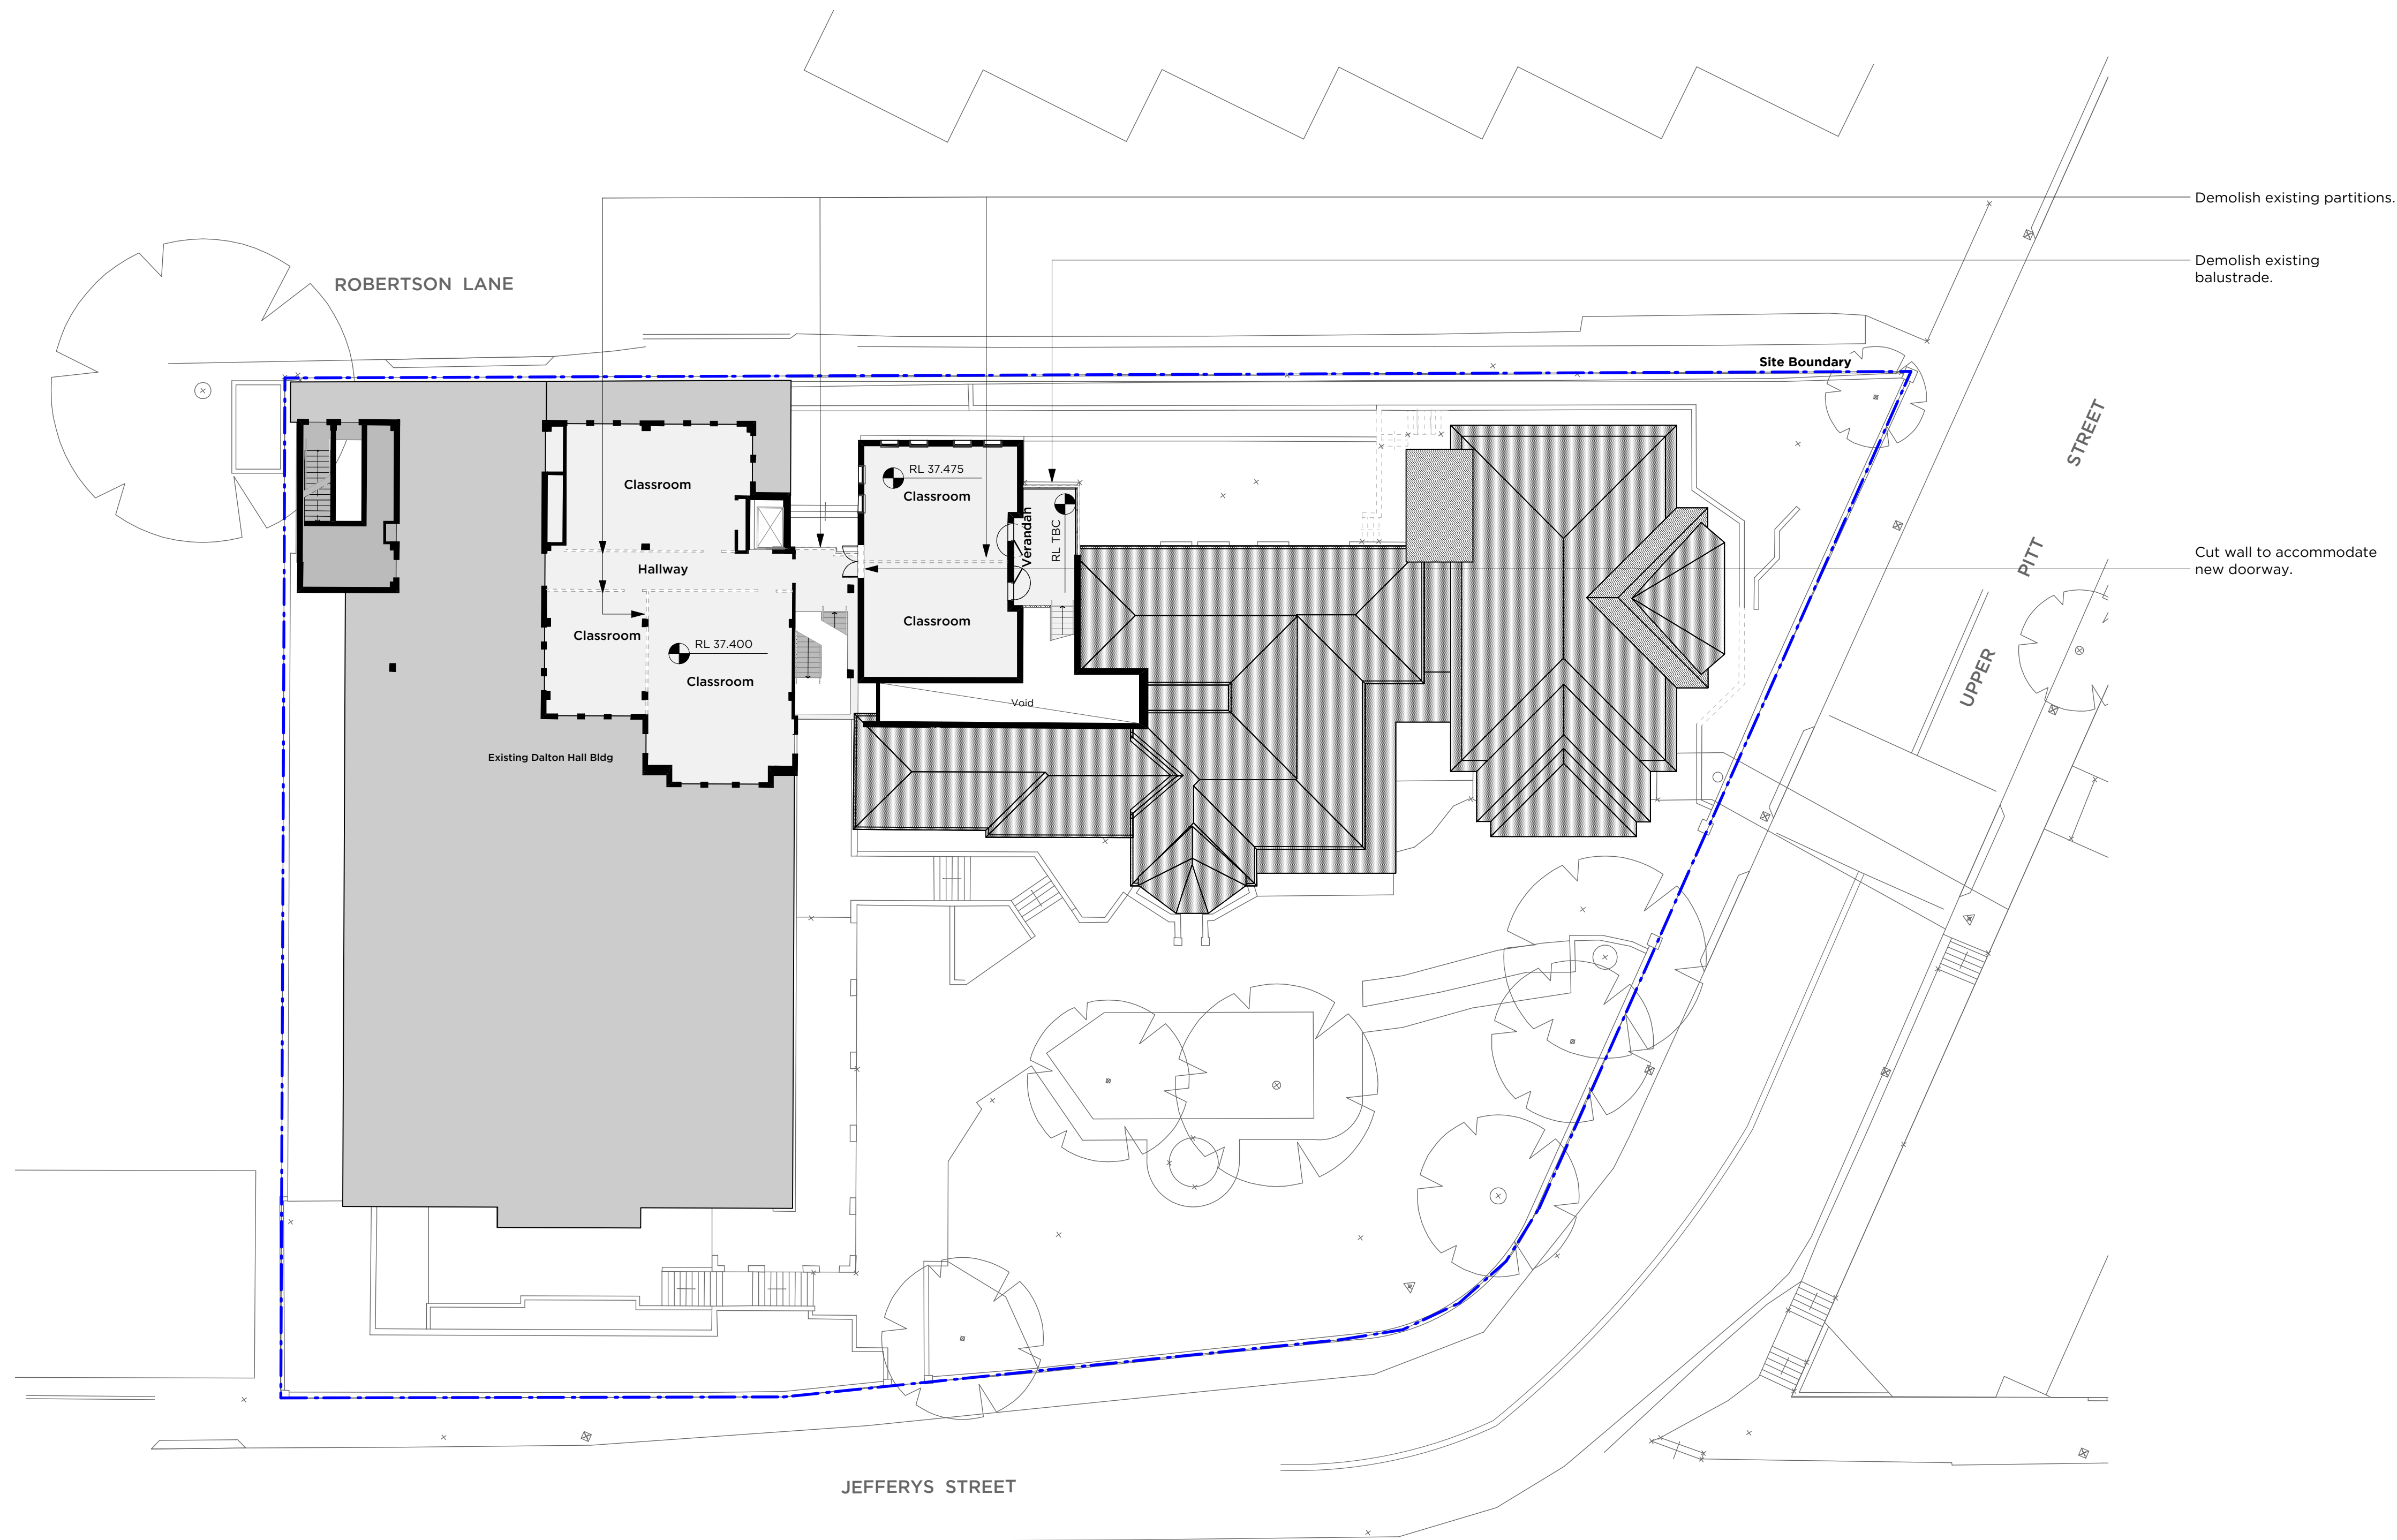 Demolish existing partitions.
Demolish existing
balustrade.
ROBERTSON LANE
Site Boundary
STREET
PITT
UPPER
RL 37.475
Classroom
Classroom
Verandah
RL TBC
Cut wall to accommodate
new doorway.
Hallway
Classroom
Classroom
RL 37.400
Classroom
Void
Existing Dalton Hall Bldg
JEFFERYS STREET